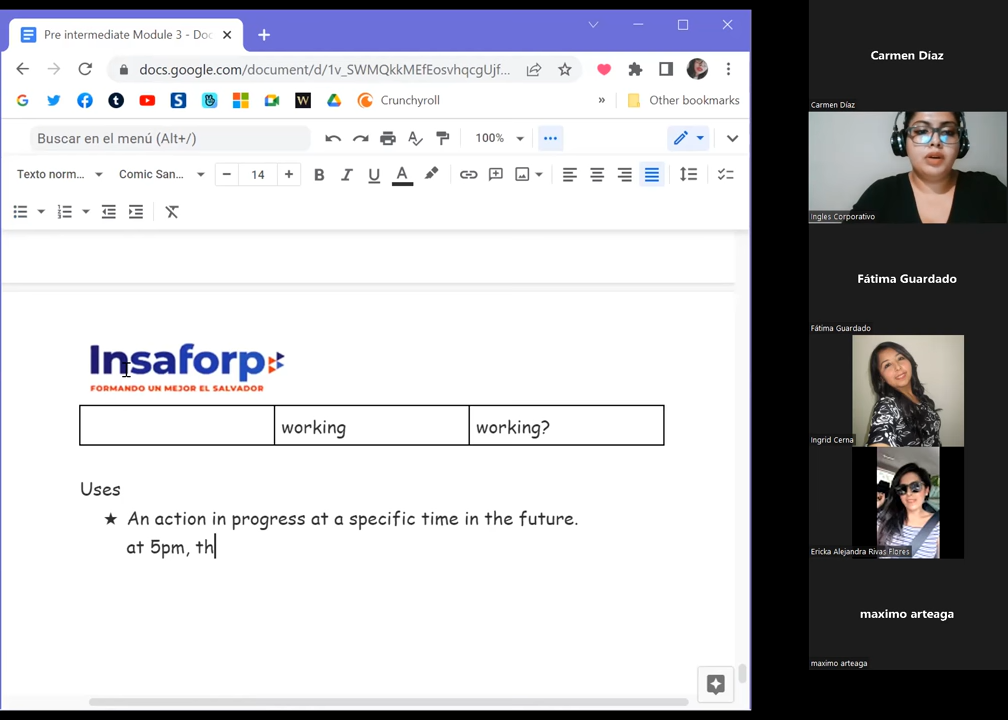 Pre intermediate Module 3 - Doc
docs.google.com/document/d/1v_SWMQkkMEfEosvhqcgUjf...
Crunchyroll
»
Other bookmarks
Buscar en el menú (Alt+/)
100%
Texto norm...
Comic San...
14
B
I
U
A
Insaforp
FORMANDO UN MEJOR EL SALVADOR
working
working?
Uses
★ An action in progress at a specific time in the future.
at 5pm, th
Carmen Díaz
Carmen Díaz
Ingles Corporativo
Fátima Guardado
Fátima Guardado
Ingrid Cerna
Ericka Alejandra Rivas Flores
maximo arteaga
maximo arteaga